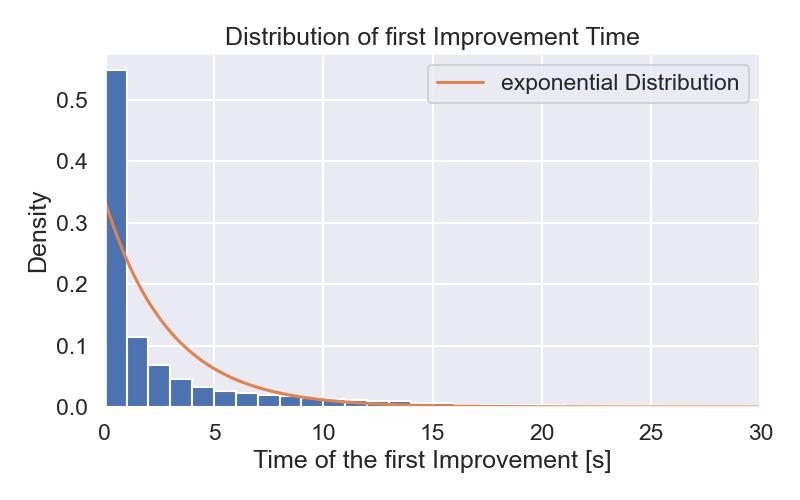 Distribution of first Improvement Time
exponential Distribution
Density
0.5
0.4
0.3
0.2
0.1
0.0
0 5 10 15 20 25 30
Time of the first Improvement [s]